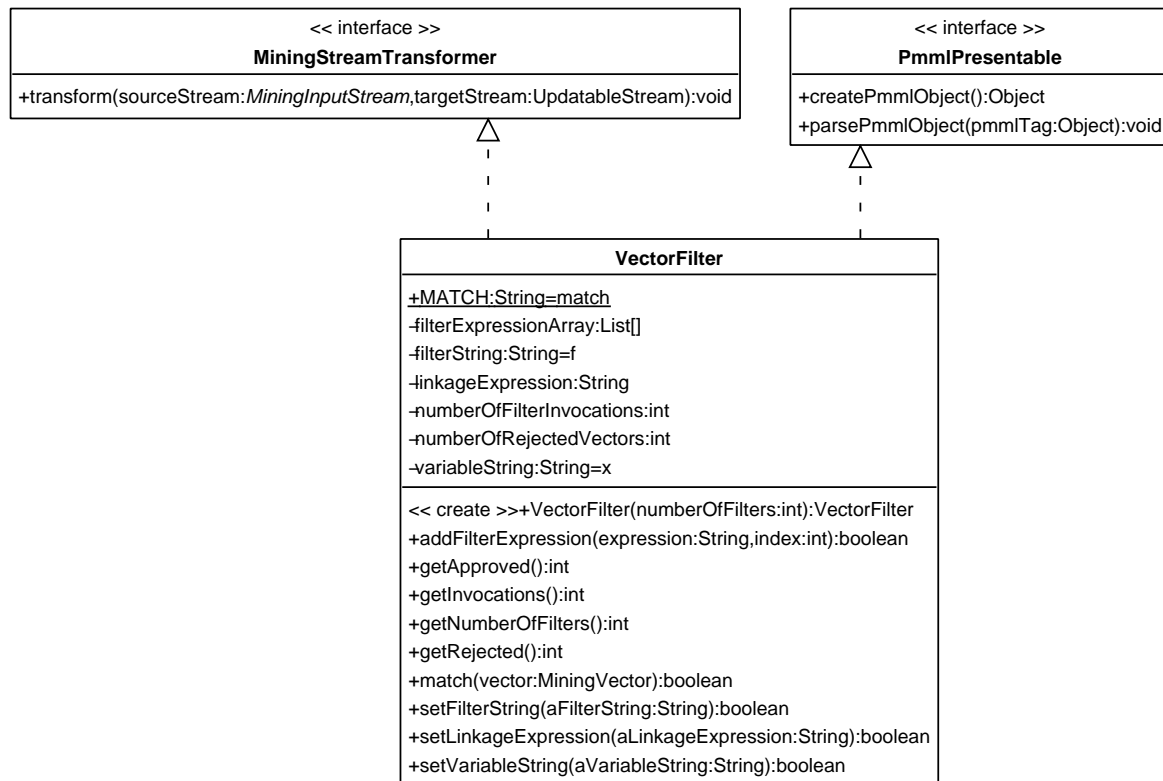 << interface >>
MiningStreamTransformer
+transform(sourceStream:MiningInputStream,targetStream:UpdatableStream):void
<< interface >>
PmmlPresentable
+createPmmlObject():Object
+parsePmmlObject(pmmlTag:Object):void
VectorFilter
+MATCH:String=match
-filterExpressionArray:List[]
-filterString:String=f
-linkageExpression:String
-numberOfFilterInvocations:int
-numberOfRejectedVectors:int
-variableString:String=x
<< create >>+VectorFilter(numberOfFilters:int):VectorFilter
+addFilterExpression(expression:String,index:int):boolean
+getApproved():int
+getInvocations():int
+getNumberOfFilters():int
+getRejected():int
+match(vector:MiningVector):boolean
+setFilterString(aFilterString:String):boolean
+setLinkageExpression(aLinkageExpression:String):boolean
+setVariableString(aVariableString:String):boolean